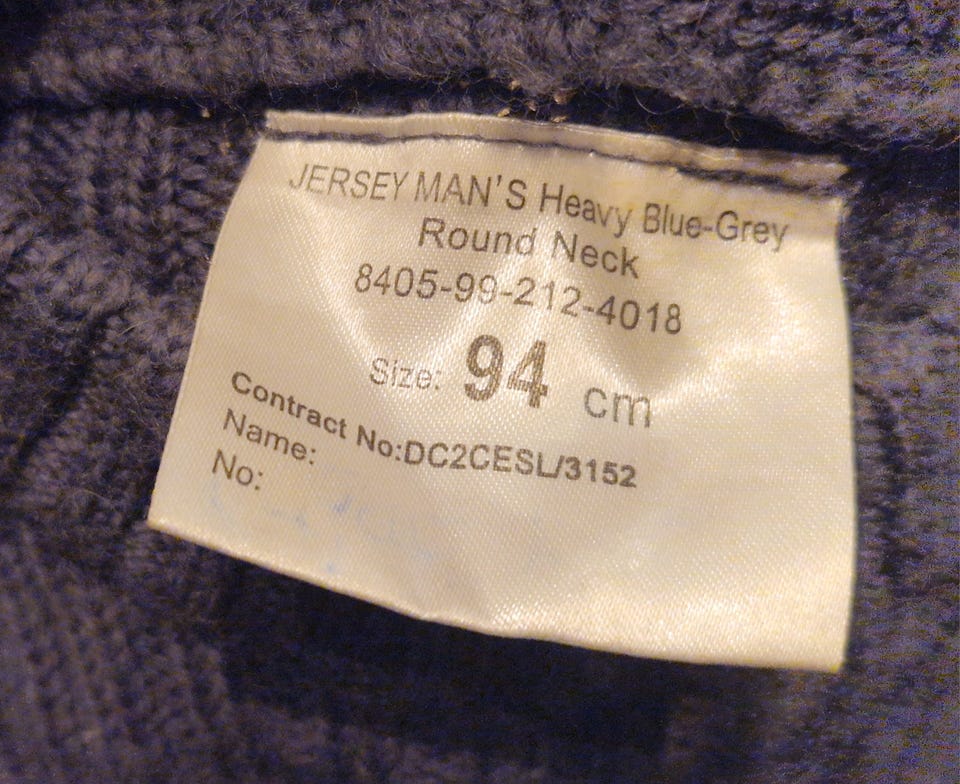 JERSEY MAN'S Heavy Blue-Grey
Round Neck
8405-99-212-4018
Size: 94 cm
Contract No:DC2CESL/3152
Name:
No: